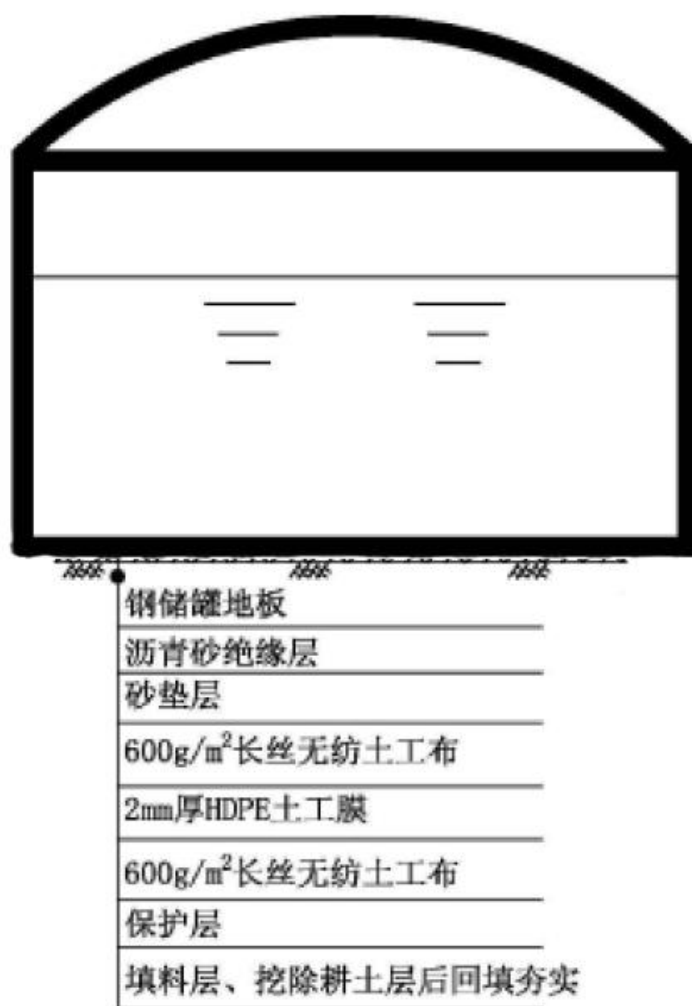 钢储罐地板
沥青砂绝缘层
砂垫层
600g/m²长丝无纺土工布
2mm厚HDPE土工膜
600g/m²长丝无纺土工布
保护层
填料层、挖除耕土层后回填夯实